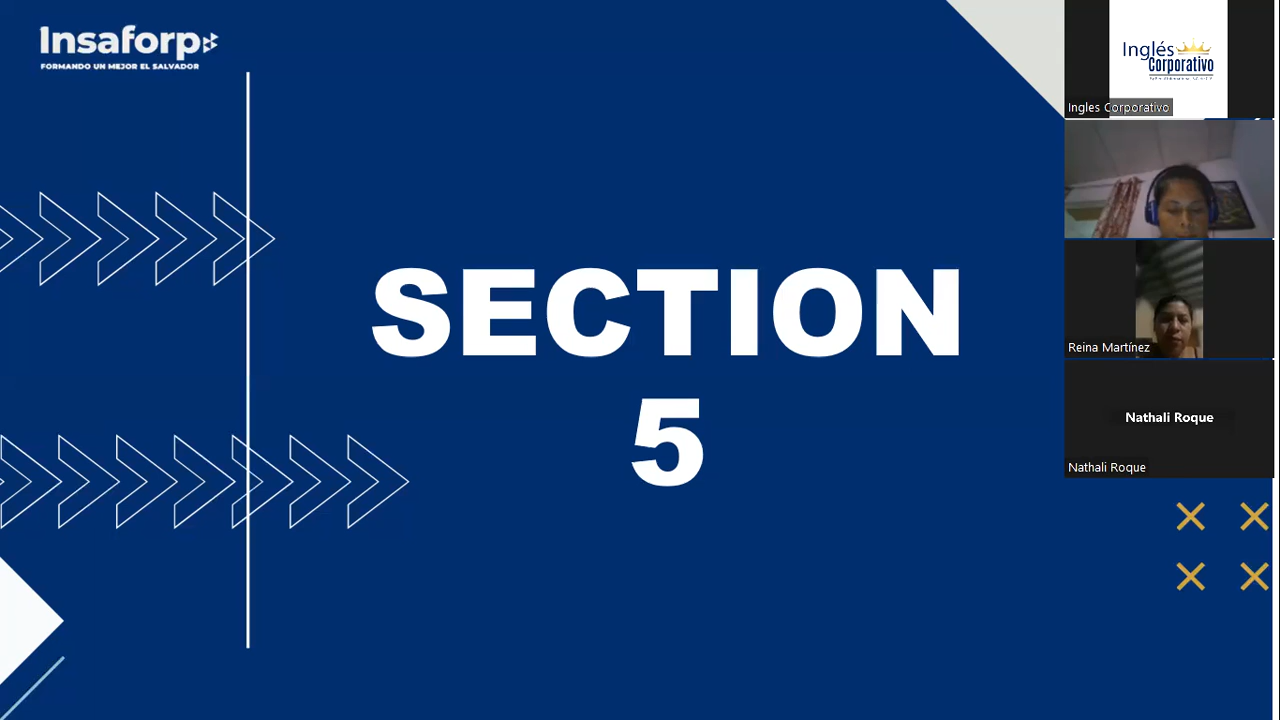 Insaforp
FORMANDO UN MEJOR EL SALVADOR
SECTION
5
Inglés
Corporativo
Ingles Corporativo
Reina Martínez
Nathali Roque
Nathali Roque